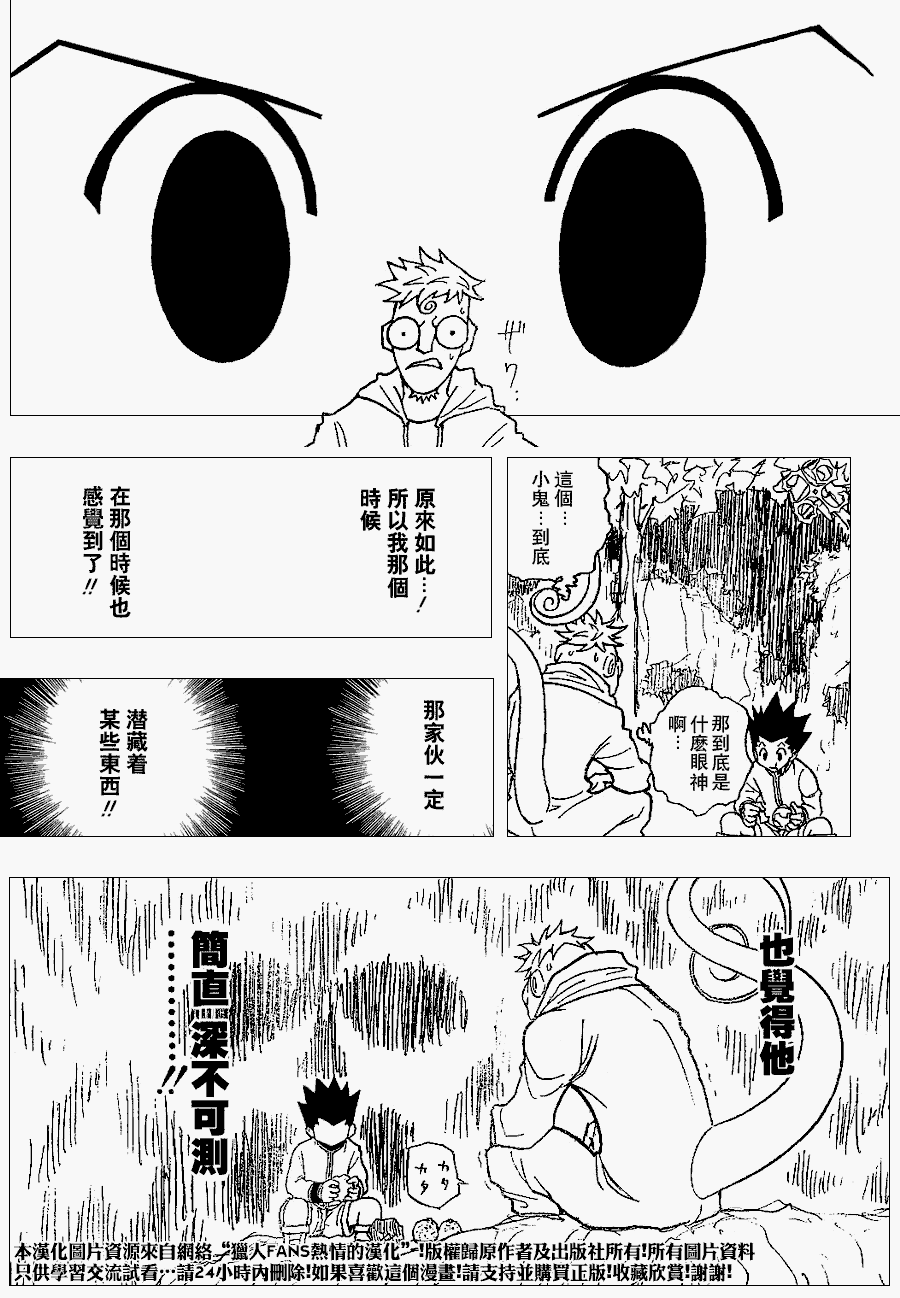 ザワ…
這個…
小鬼…到底
那到底是
什麽眼神
啊…
原來如此…!
所以我那個
時候
在那個時候也
感覺到了!!
那家伙一定
潛藏着
某些東西!!
也覺得他
簡直深不可測
…………!!
カタ
カタ
本漢化圖片資源來自網絡“獵人FANS熱情的漢化”!版權歸原作者及出版社所有!所有圖片資料
只供學習交流試看…請24小時內刪除!如果喜歡這個漫畫!請支持並購買正版!收藏欣賞!謝謝!